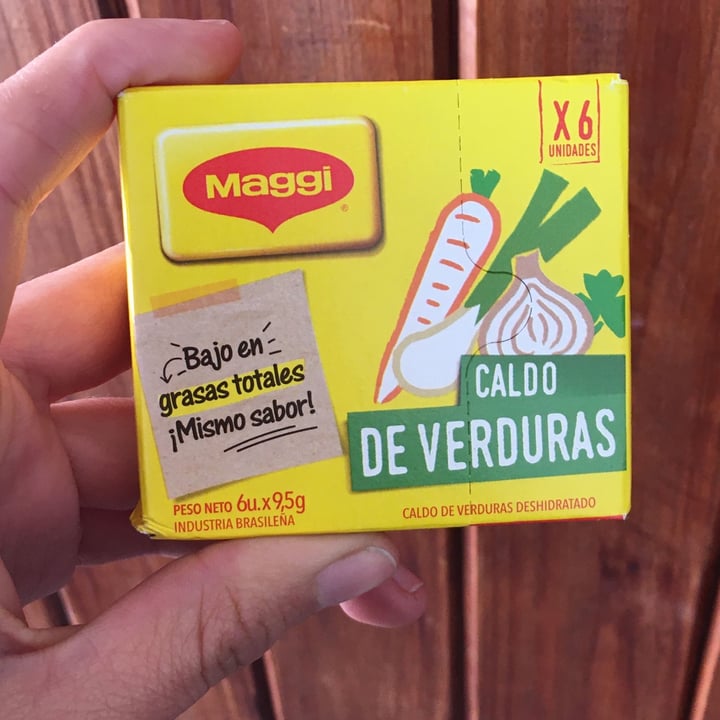 X 6
UNIDADES
Maggi
®
Bajo en
grasas totales
¡Mismo sabor!
CALDO
DE VERDURAS
PESO NETO 6u.x9,5g
INDUSTRIA BRASILEÑA
CALDO DE VERDURAS DESHIDRATADO